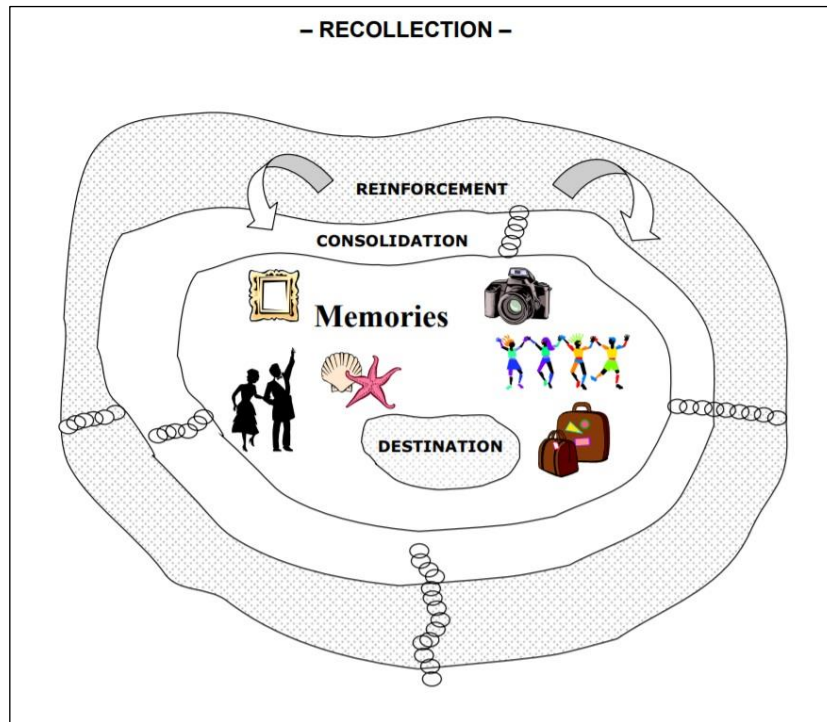 – RECOLLECTION –
REINFORCEMENT
CONSOLIDATION
Memories
DESTINATION